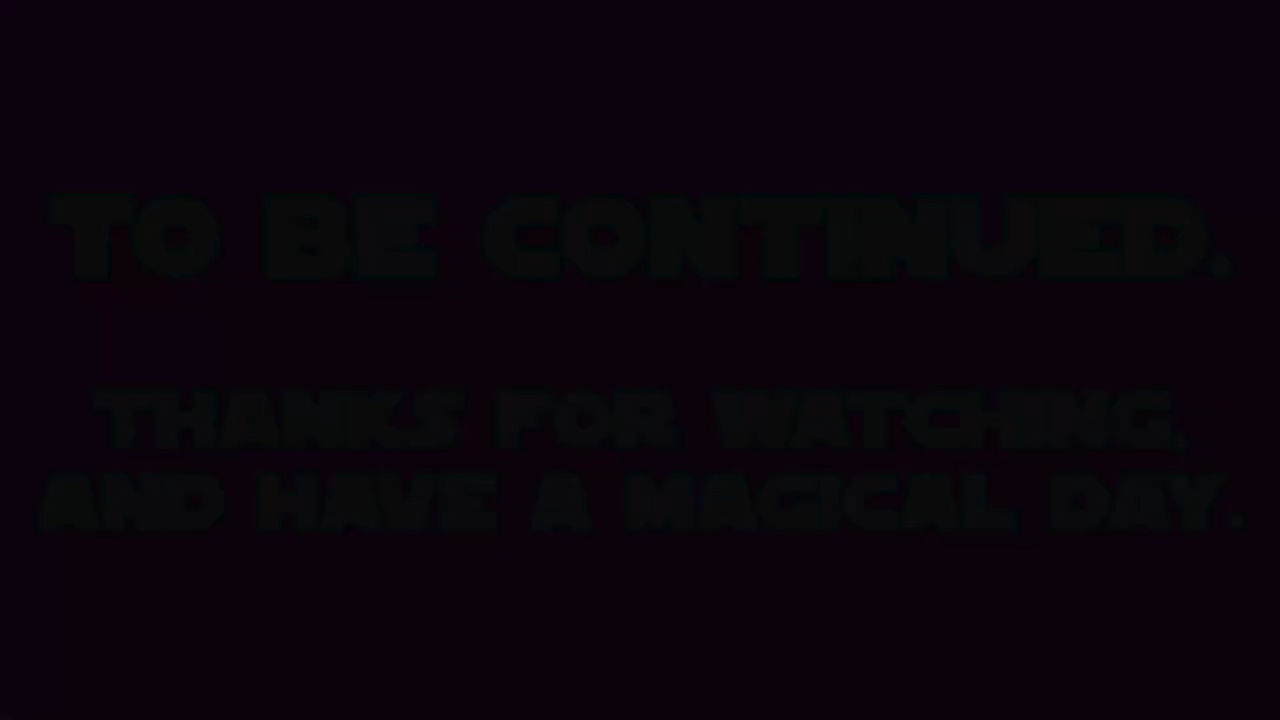 TO BE CONTINUED.
THANKS FOR WATCHING,
AND HAVE A MAGICAL DAY.